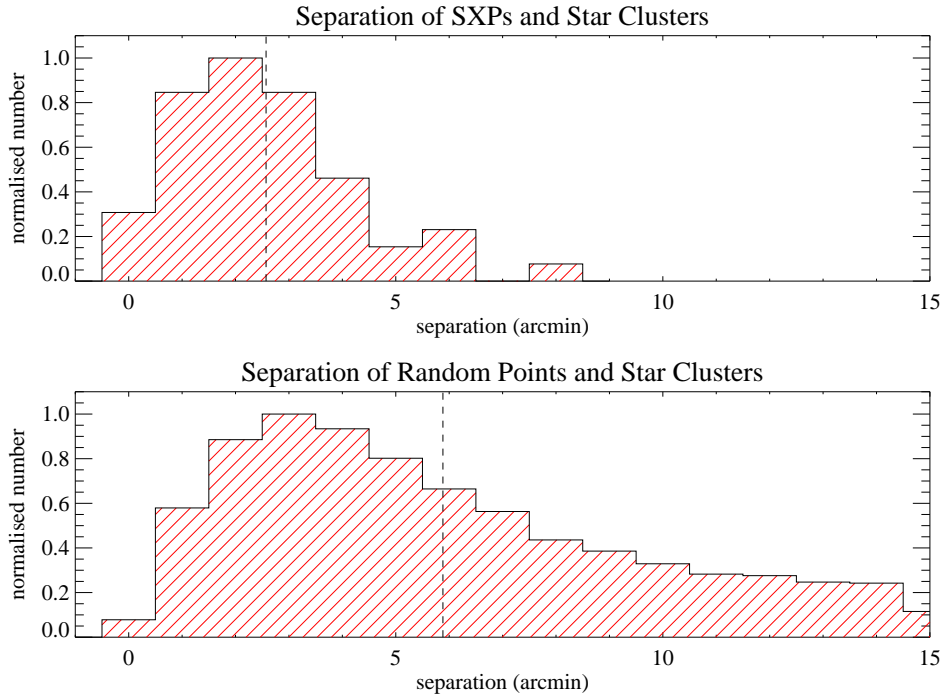 Separation of SXPs and Star Clusters
normalised number
1.0
0.8
0.6
0.4
0.2
0.0
0 5 10 15
separation (arcmin)
Separation of Random Points and Star Clusters
normalised number
1.0
0.8
0.6
0.4
0.2
0.0
0 5 10 15
separation (arcmin)